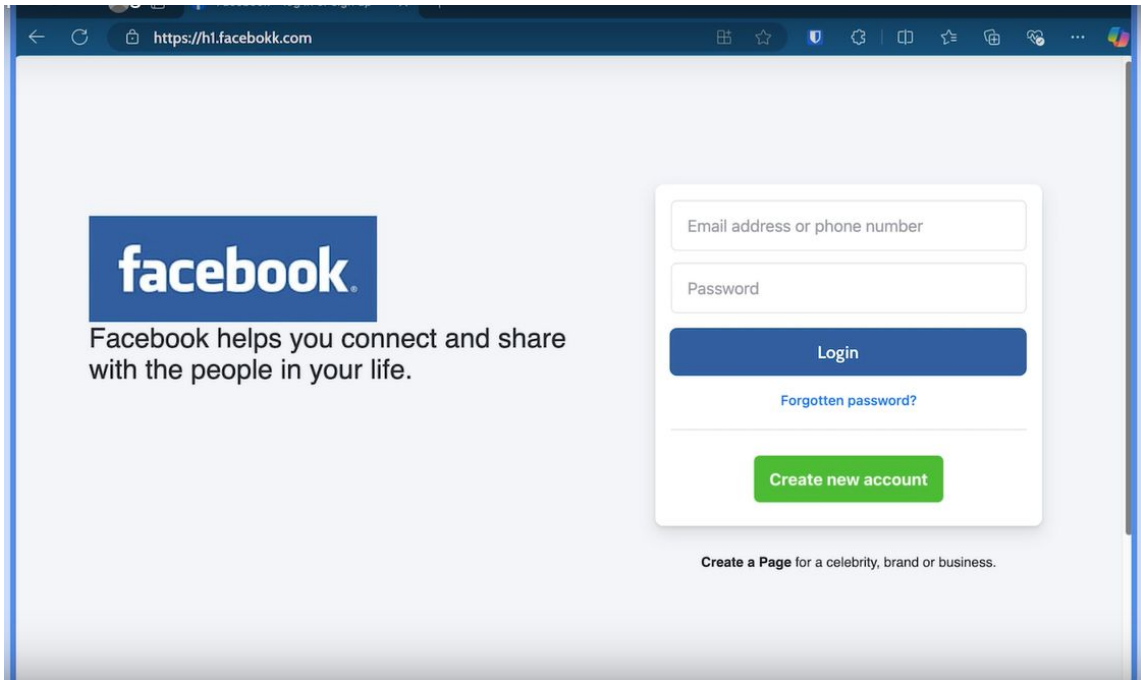 https://h1.facebokk.com
facebook
Facebook helps you connect and share
with the people in your life.
Email address or phone number
Password
Login
Forgotten password?
Create new account
Create a Page for a celebrity, brand or business.